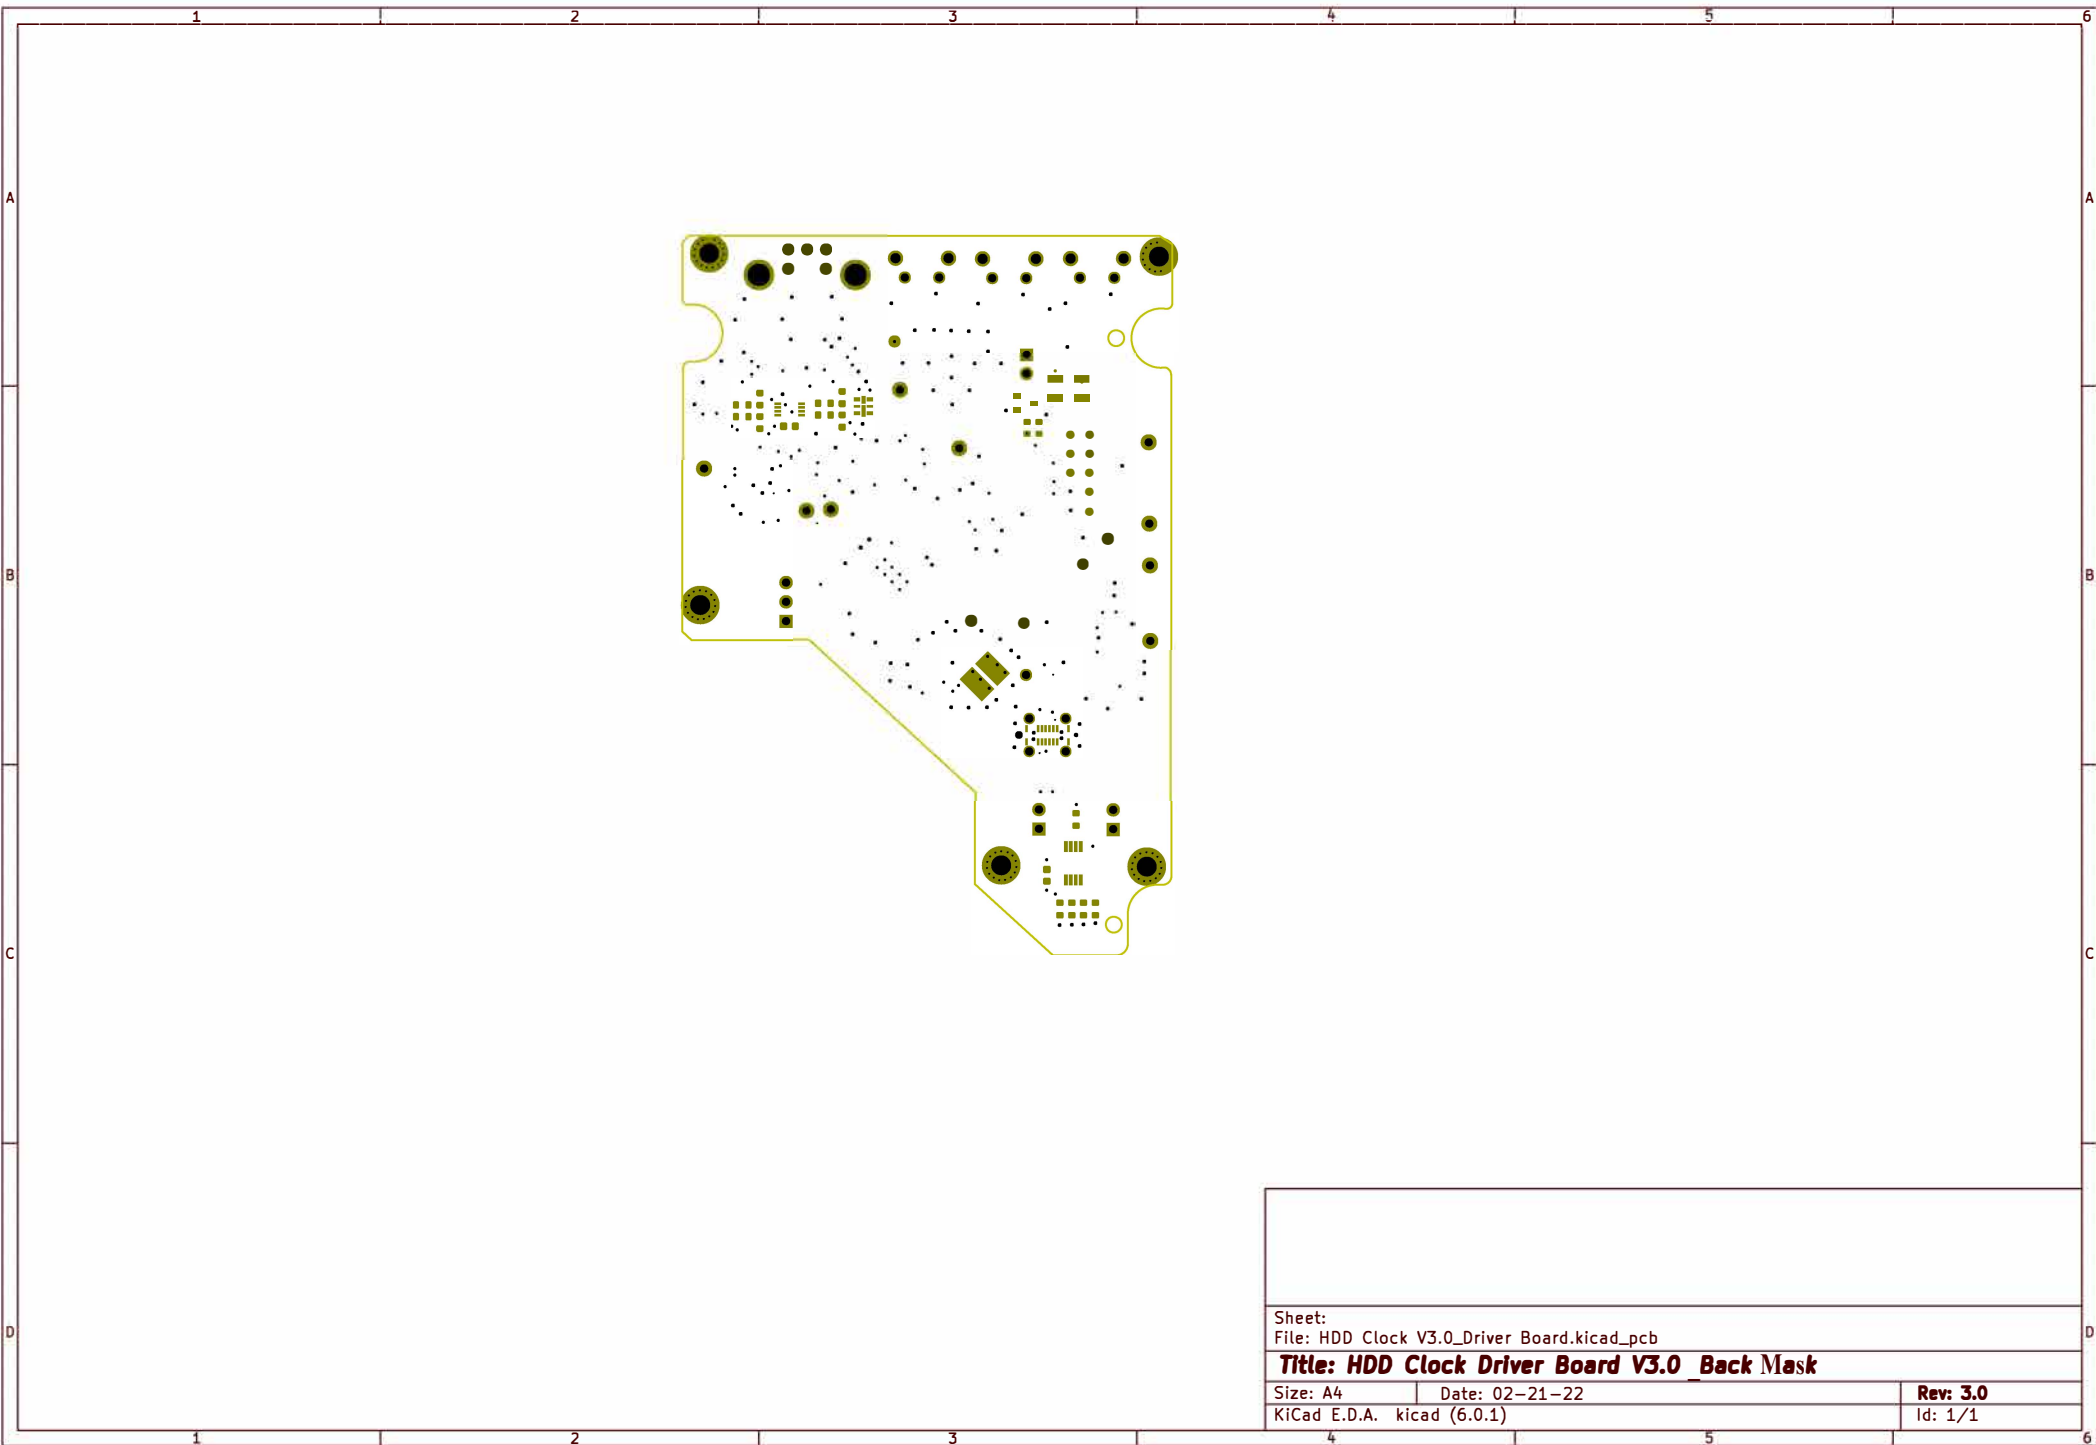 1 2 3 4 5 6
A A
B B
C C
D D
Sheet:
File: HDD Clock V3.0_Driver Board.kicad_pcb
Title: HDD Clock Driver Board V3.0_Back Mask
Size: A4 Date: 02-21-22 Rev: 3.0
KiCad E.D.A. kicad (6.0.1) Id: 1/1
1 2 3 4 5 6